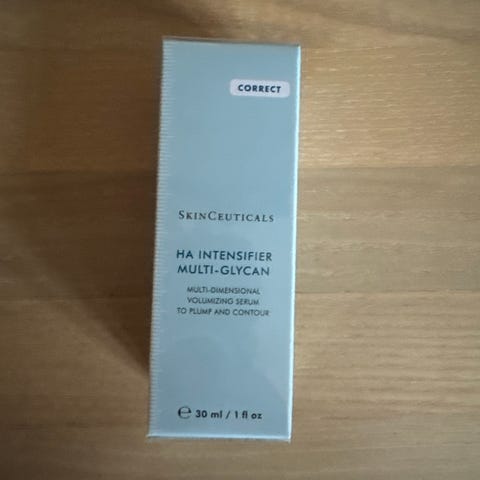 CORRECT
SKINCEUTICALS
HA INTENSIFIER
MULTI-GLYCAN
MULTI-DIMENSIONAL
VOLUMIZING SERUM
TO PLUMP AND CONTOUR
℮ 30 ml / 1 fl oz